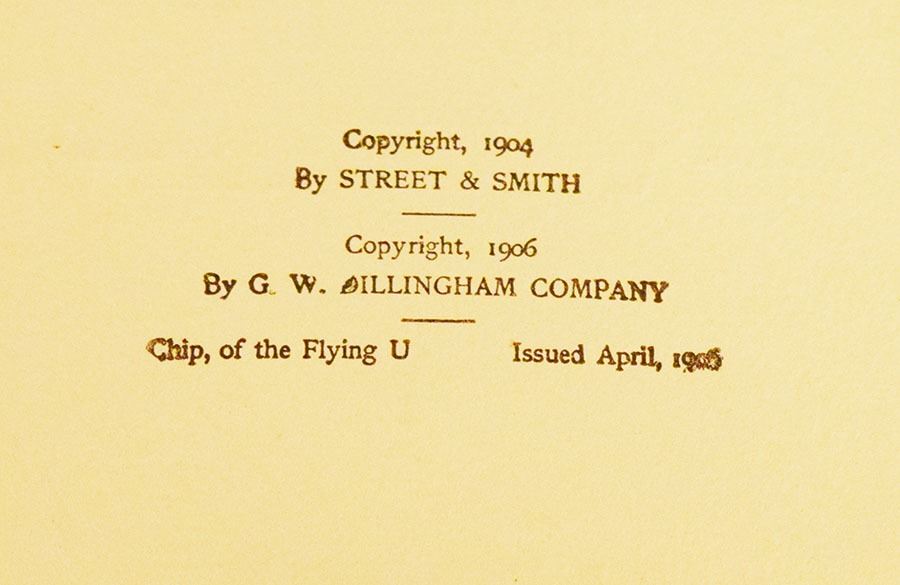 Copyright, 1904
By STREET & SMITH
Copyright, 1906
By G. W. DILLINGHAM COMPANY
Chip, of the Flying U Issued April,